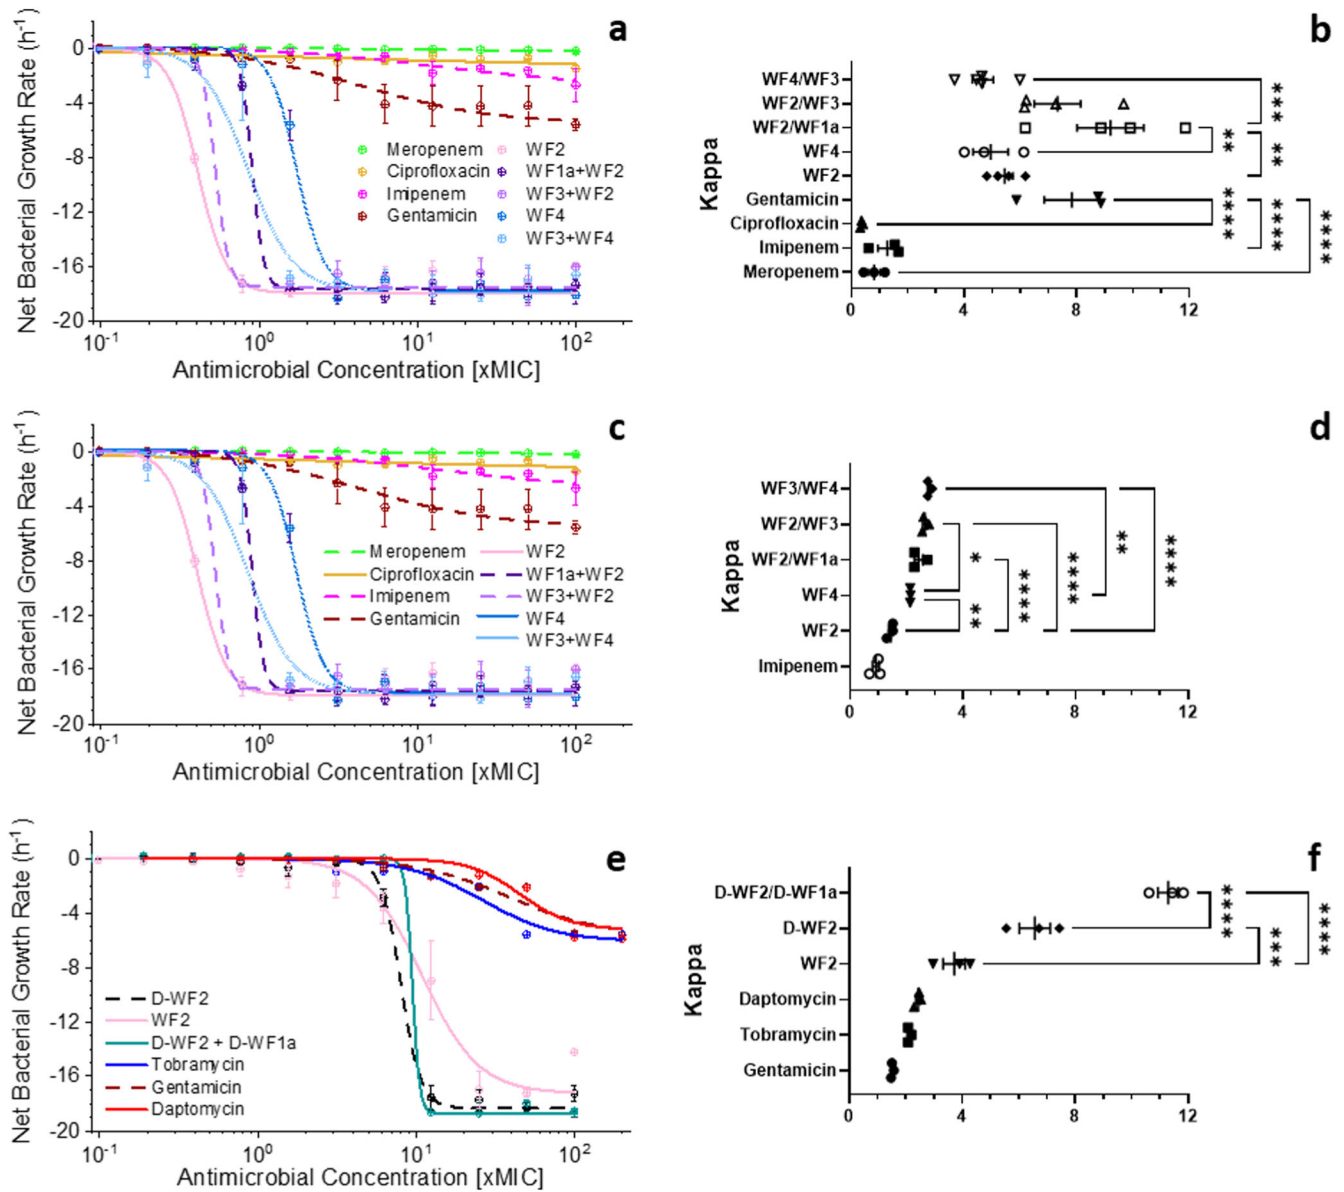 a
Net Bacterial Growth Rate (h⁻¹)
0
-4
-8
-12
-16
-20
Meropenem
Ciprofloxacin
Imipenem
Gentamicin
WF2
WF1a+WF2
WF3+WF2
WF4
WF3+WF4
10⁻¹ 10⁰ 10¹ 10²
Antimicrobial Concentration [xMIC]
b
Kappa
WF4/WF3
WF2/WF3
WF2/WF1a
WF4
WF2
Gentamicin
Ciprofloxacin
Imipenem
Meropenem
***
**
**
****
****
****
0 4 8 12
c
Net Bacterial Growth Rate (h⁻¹)
0
-4
-8
-12
-16
-20
Meropenem
Ciprofloxacin
Imipenem
Gentamicin
WF2
WF1a+WF2
WF3+WF2
WF4
WF3+WF4
10⁻¹ 10⁰ 10¹ 10²
Antimicrobial Concentration [xMIC]
d
Kappa
WF3/WF4
WF2/WF3
WF2/WF1a
WF4
WF2
Imipenem
*
**
****
****
**
****
0 4 8 12
e
Net Bacterial Growth Rate (h⁻¹)
0
-4
-8
-12
-16
-20
D-WF2
WF2
D-WF2 + D-WF1a
Tobramycin
Gentamicin
Daptomycin
10⁻¹ 10⁰ 10¹ 10²
Antimicrobial Concentration [xMIC]
f
Kappa
D-WF2/D-WF1a
D-WF2
WF2
Daptomycin
Tobramycin
Gentamicin
****
***
****
0 4 8 12